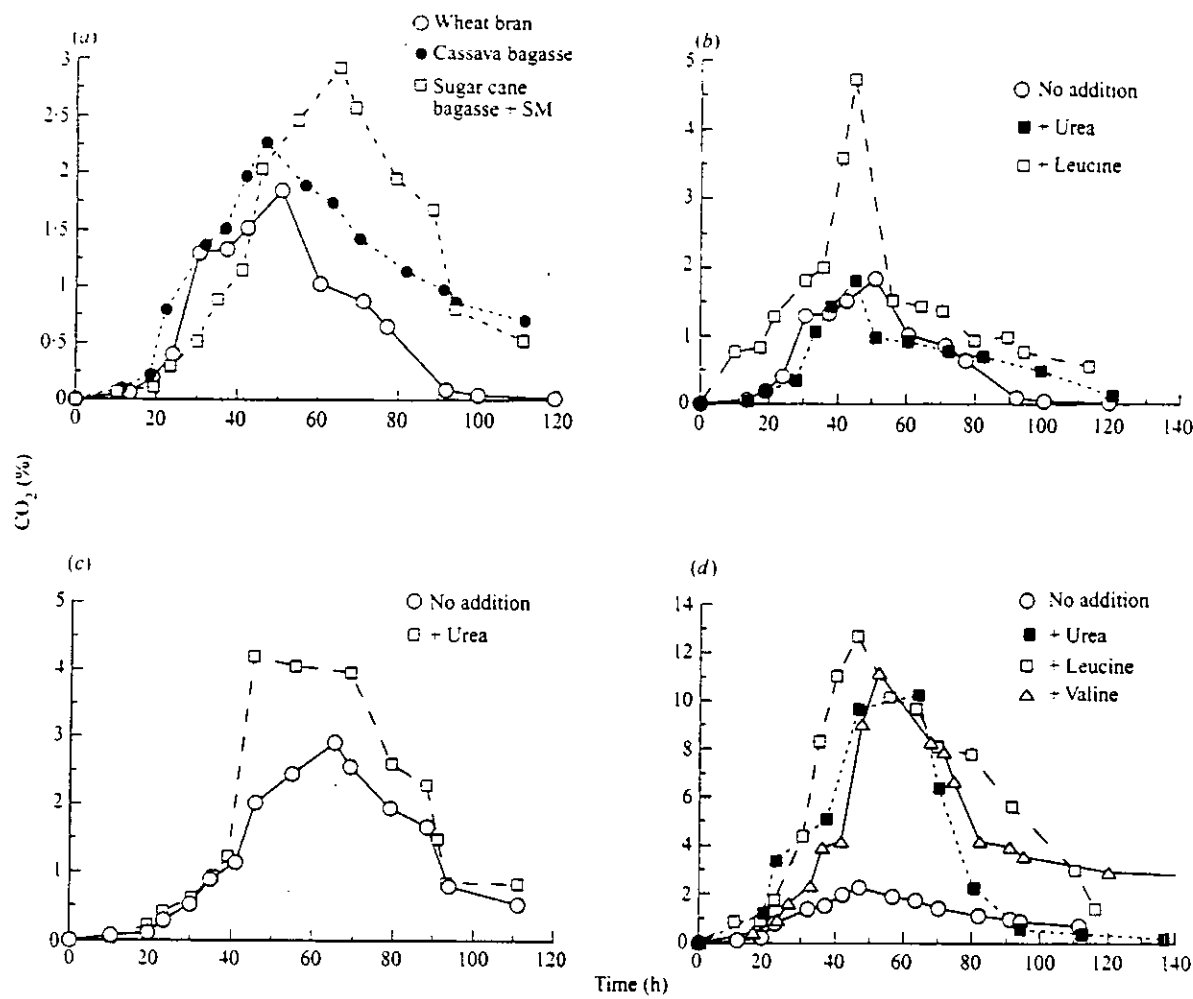 (a)
Wheat bran
Cassava bagasse
Sugar cane
bagasse + SM
3
2·5
2
1·5
1
0·5
0
0 20 40 60 80 100 120
(b)
No addition
+ Urea
+ Leucine
5
4
3
2
1
0
0 20 40 60 80 100 120 140
CO2 (%)
(c)
No addition
+ Urea
5
4
3
2
1
0
0 20 40 60 80 100 120
(d)
No addition
+ Urea
+ Leucine
+ Valine
14
12
10
8
6
4
2
0
0 20 40 60 80 100 120 140
Time (h)